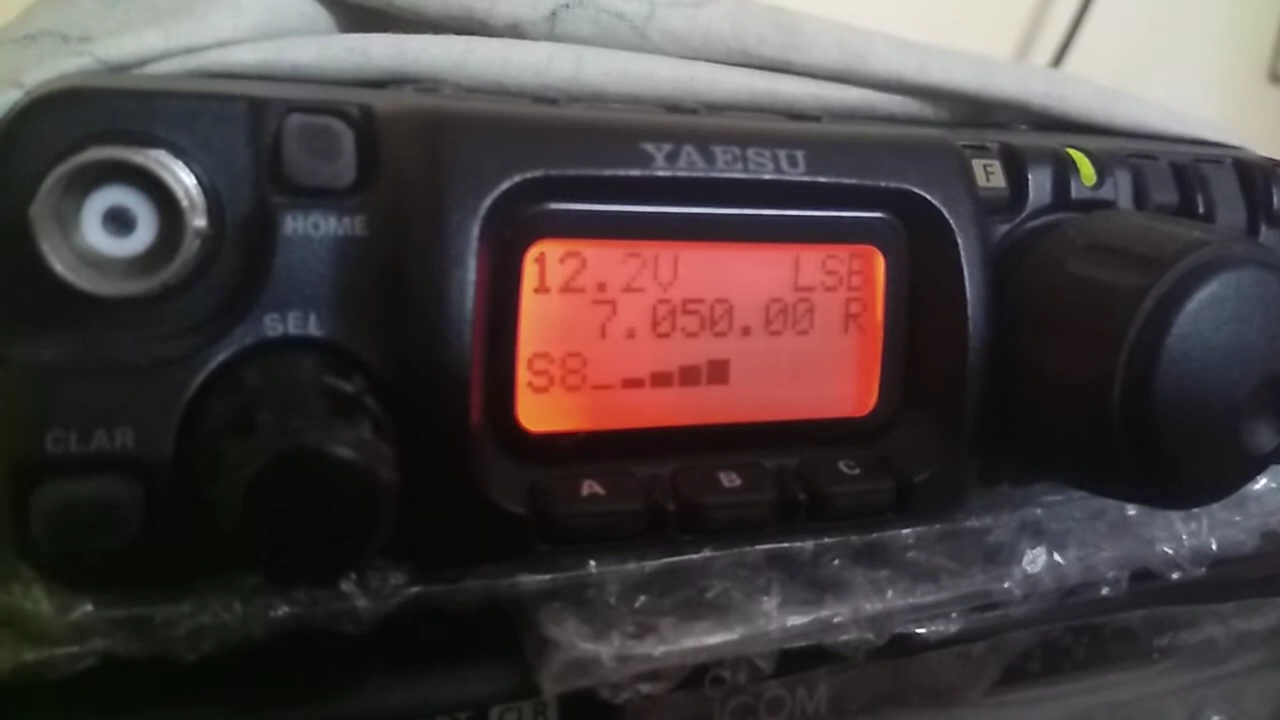 YAESU
F
HOME
12.2V LSB
7.050.00 R
S8
SEL
CLAR
A B C
ICOM